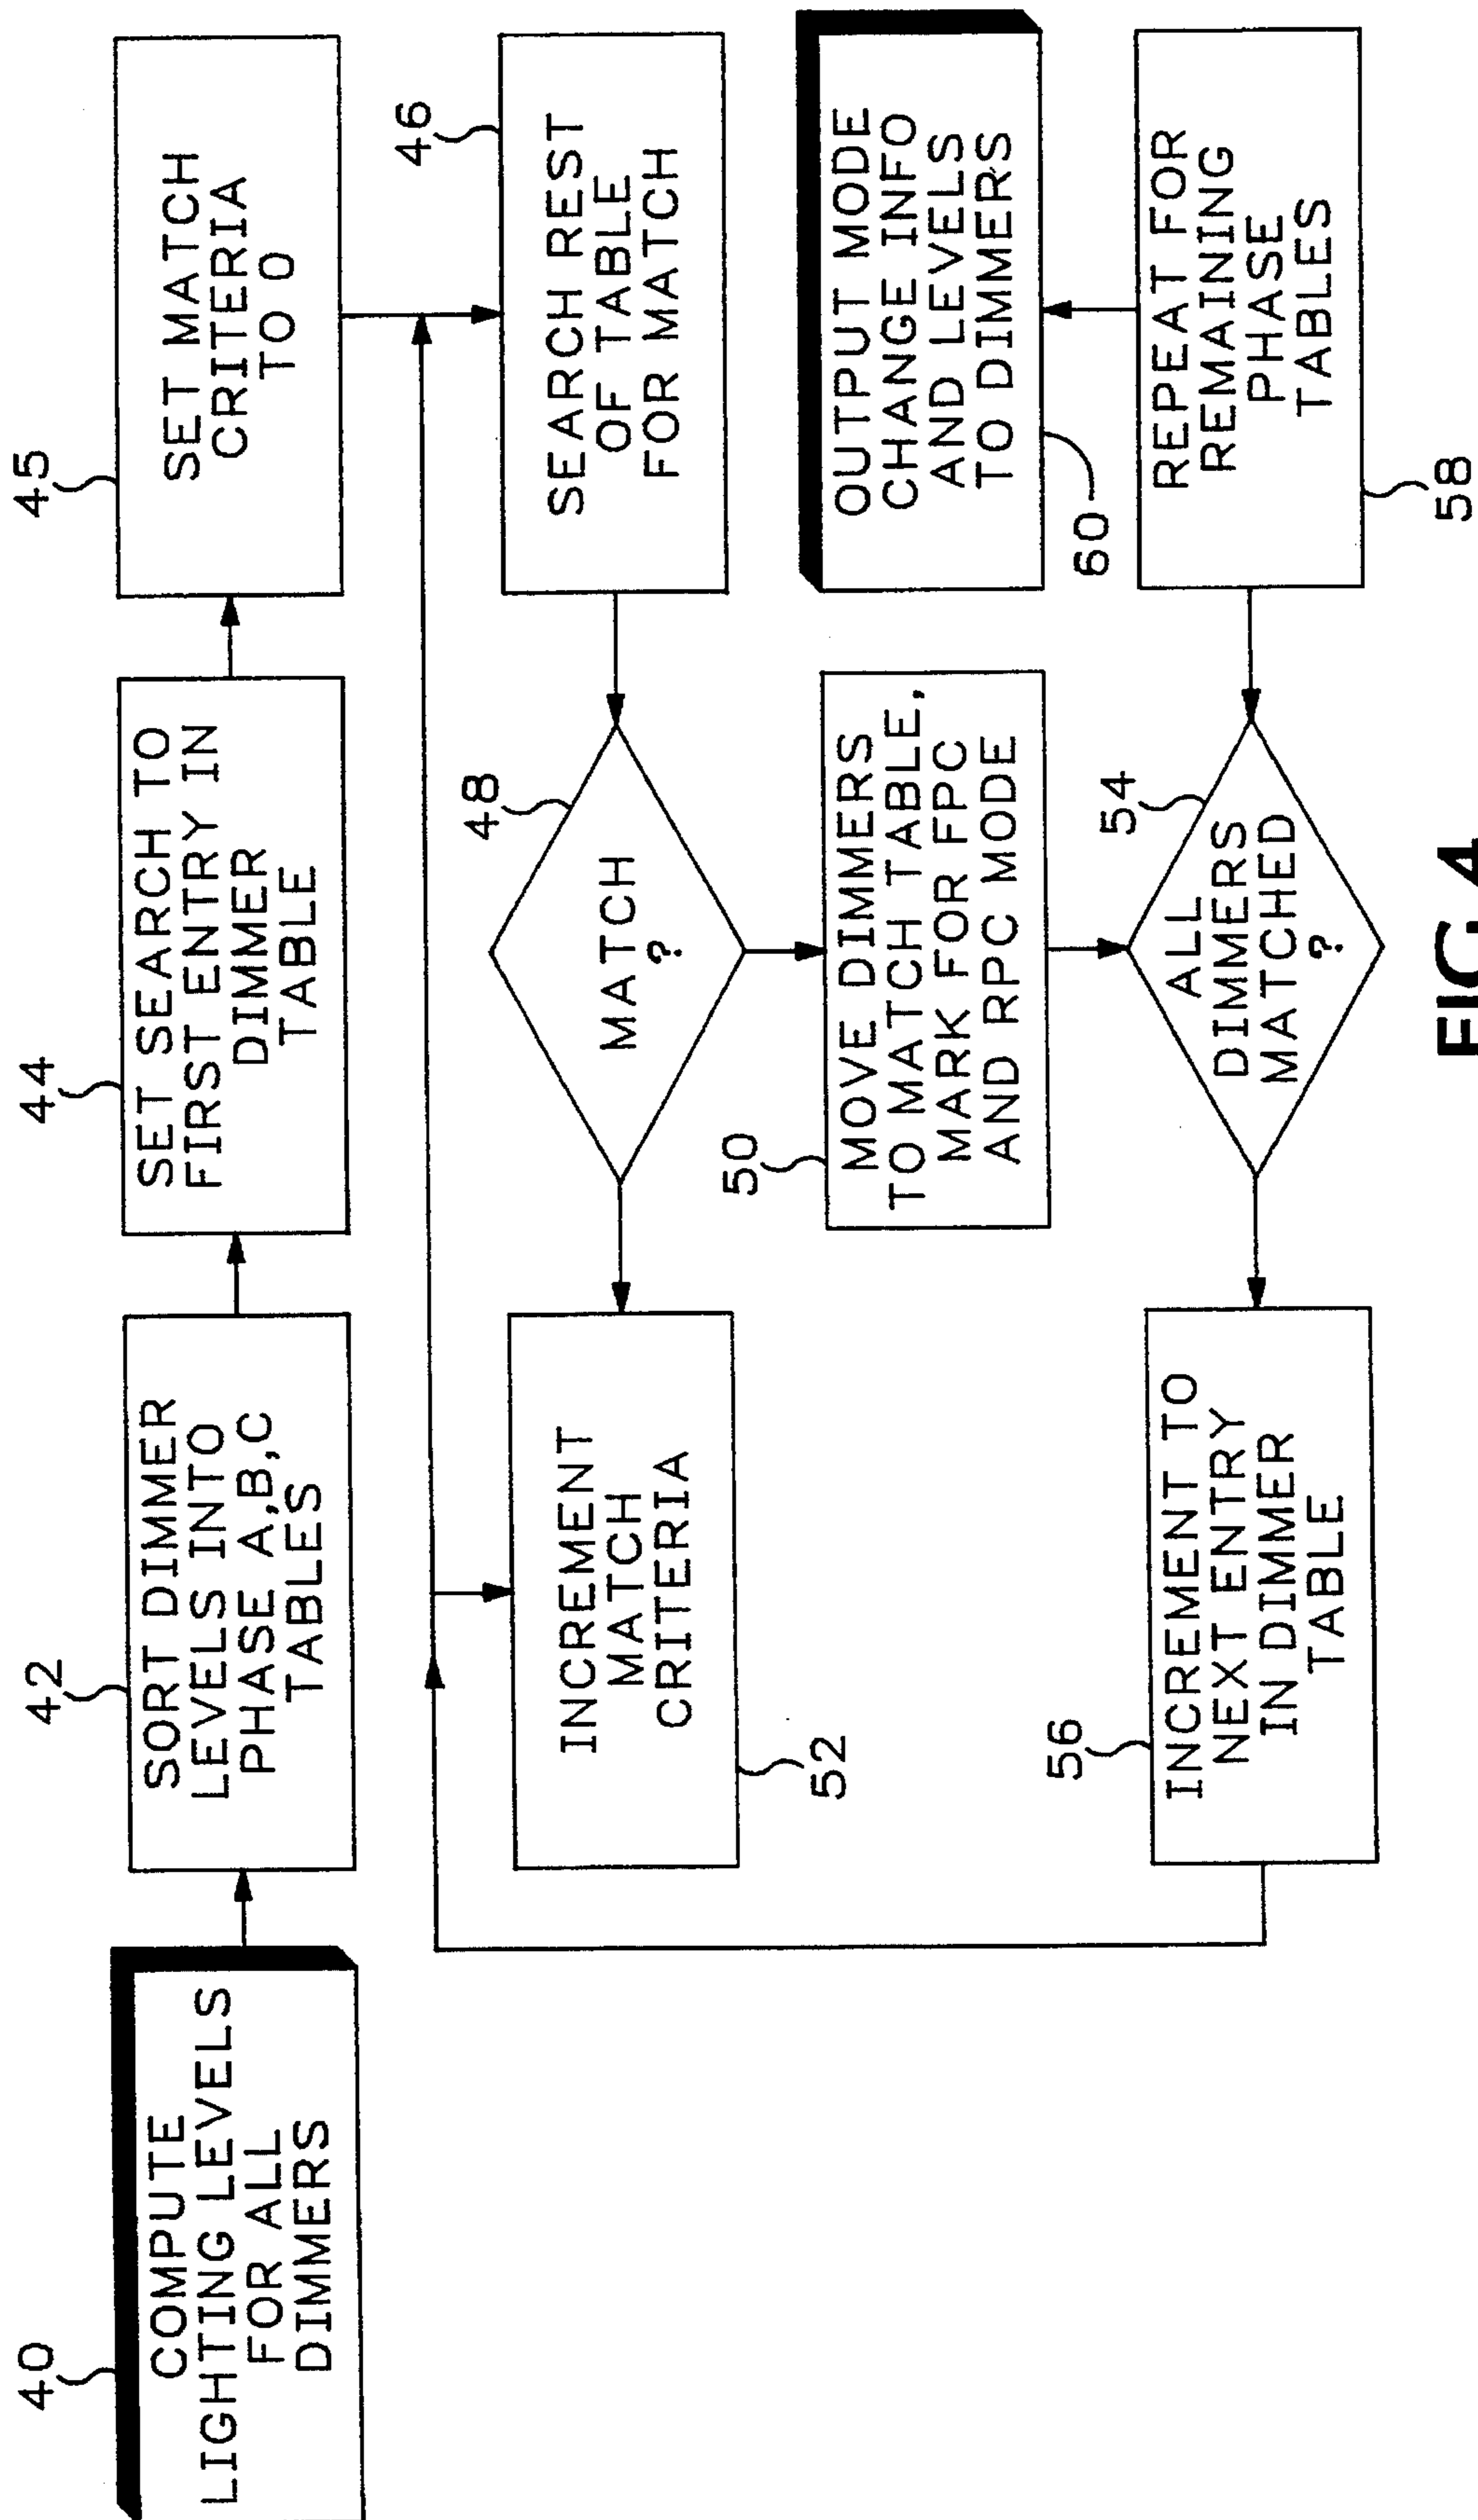 40
COMPUTE
LIGHTING LEVELS
FOR ALL
DIMMERS
42
SORT DIMMER
LEVELS INTO
PHASE A,B,C
TABLES
44
SET SEARCH TO
FIRST ENTRY IN
DIMMER
TABLE
45
SET MATCH
CRITERIA
TO 0
46
SEARCH REST
OF TABLE
FOR MATCH
48
MATCH
?
52
INCREMENT
MATCH
CRITERIA
50
MOVE DIMMERS
TO MATCH TABLE,
MARK FOR FPC
AND RPC MODE
54
ALL
DIMMERS
MATCHED
?
56
INCREMENT TO
NEXT ENTRY
IN DIMMER
TABLE
58
REPEAT FOR
REMAINING
PHASE
TABLES
60
OUTPUT MODE
CHANGE INFO
AND LEVELS
TO DIMMERS
FIG. 4